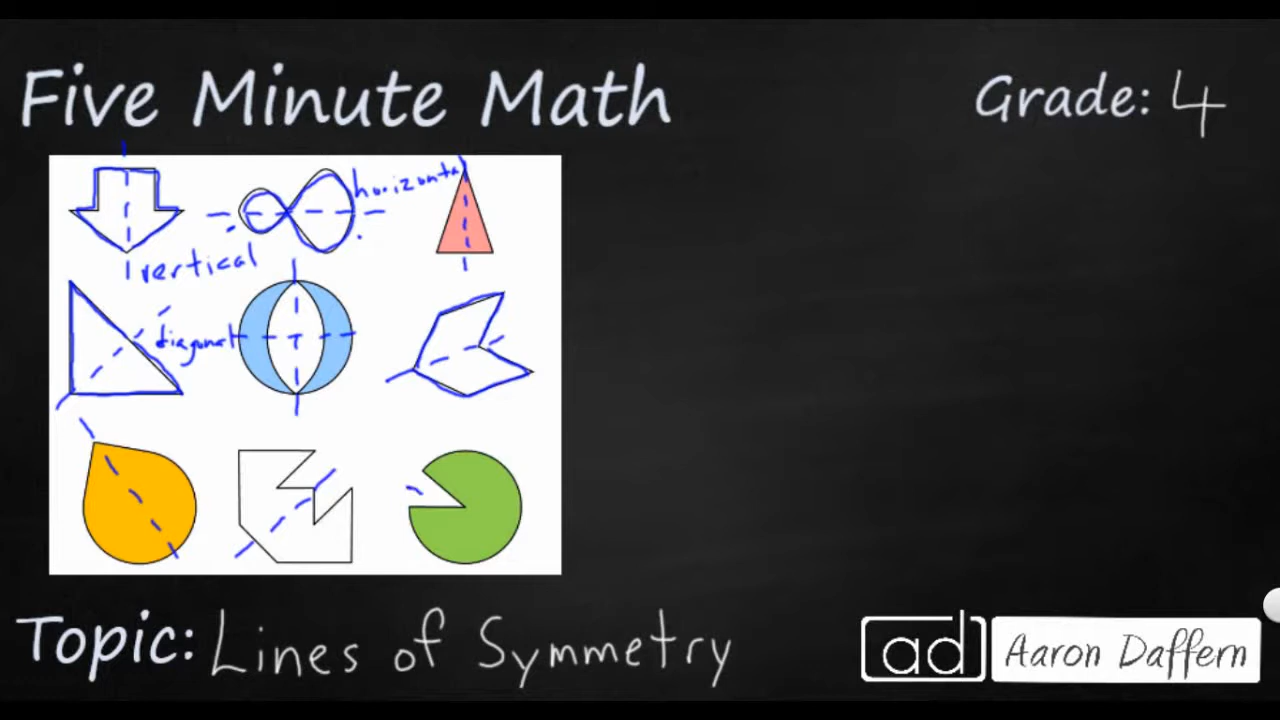 Five Minute Math
Grade: 4
horizontal
vertical
diagonal
Topic: Lines of Symmetry
ad Aaron Daffern